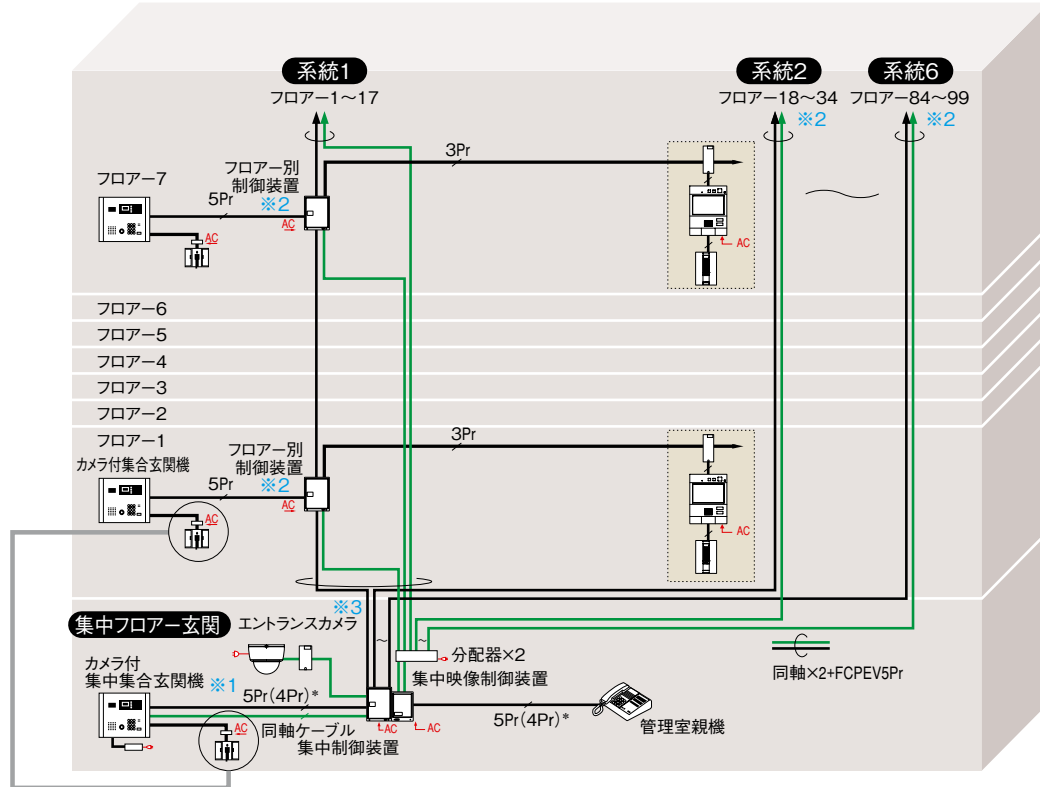 系統1
フロアー1～17
系統2
フロアー18～34
※2
系統6
フロアー84～99
※2
フロアー7
5Pr
フロアー別
制御装置
※2
AC
AC
3Pr
AC
フロアー6
フロアー5
フロアー4
フロアー3
フロアー2
フロアー1
カメラ付集合玄関機
5Pr
フロアー別
制御装置
※2
AC
AC
3Pr
AC
※3
集中フロアー玄関
エントランスカメラ
カメラ付
集中集合玄関機
※1
5Pr(4Pr)*
同軸ケーブル
集中制御装置
AC
AC
AC
分配器×2
集中映像制御装置
5Pr(4Pr)*
管理室親機
同軸×2+FCPEV5Pr
～
～